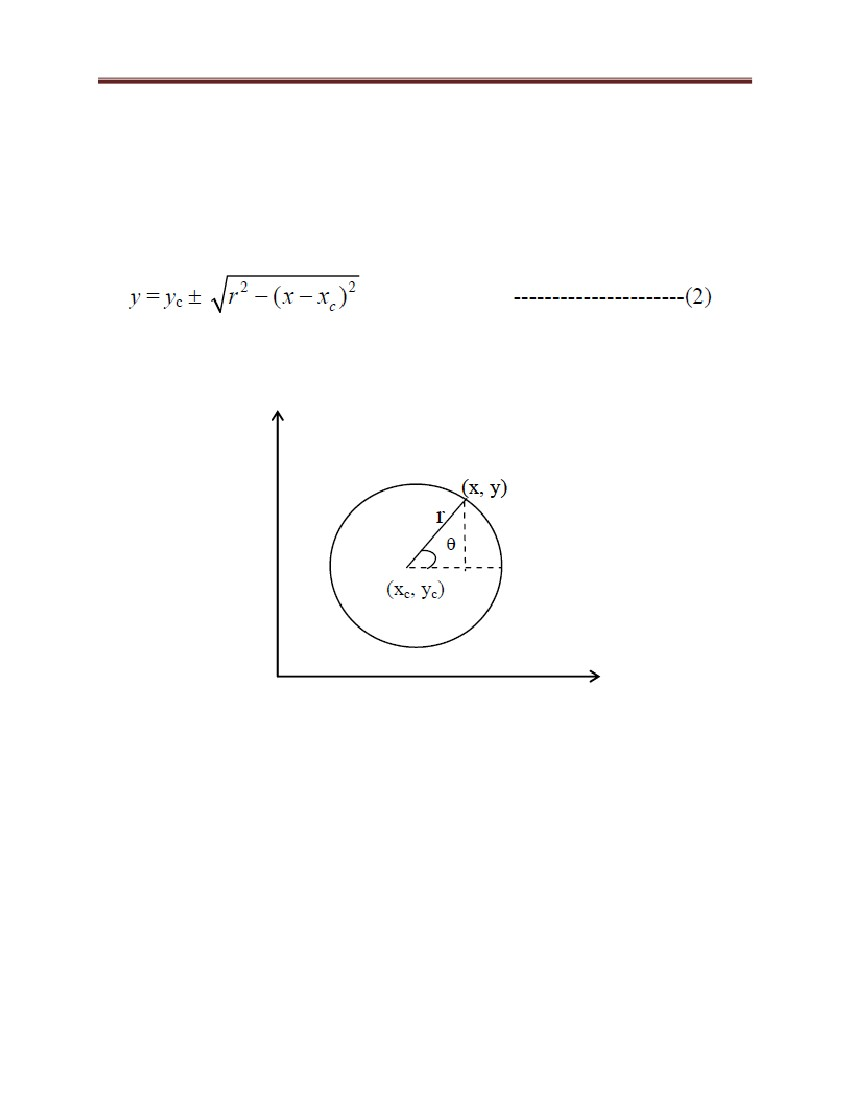 y = yc ± √r² − (x − xc)² ----------------------(2)
(x, y)
r
θ
(xc, yc)